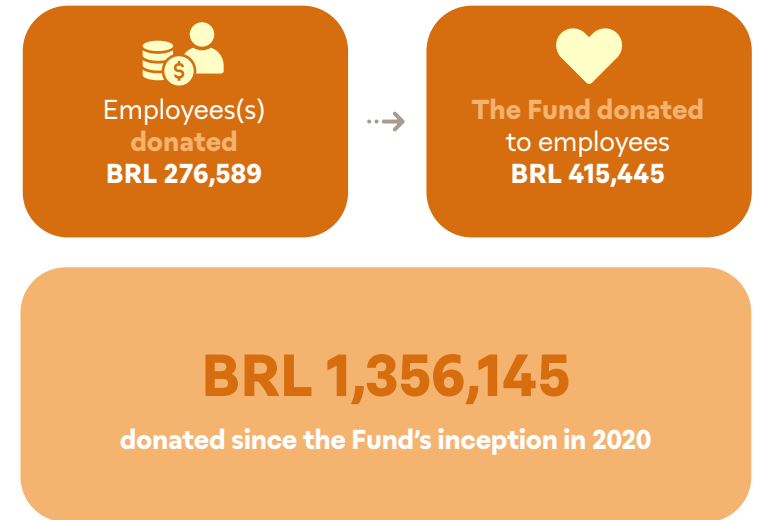 $
Employees(s)
donated
BRL 276,589
The Fund donated
to employees
BRL 415,445
BRL 1,356,145
donated since the Fund's inception in 2020